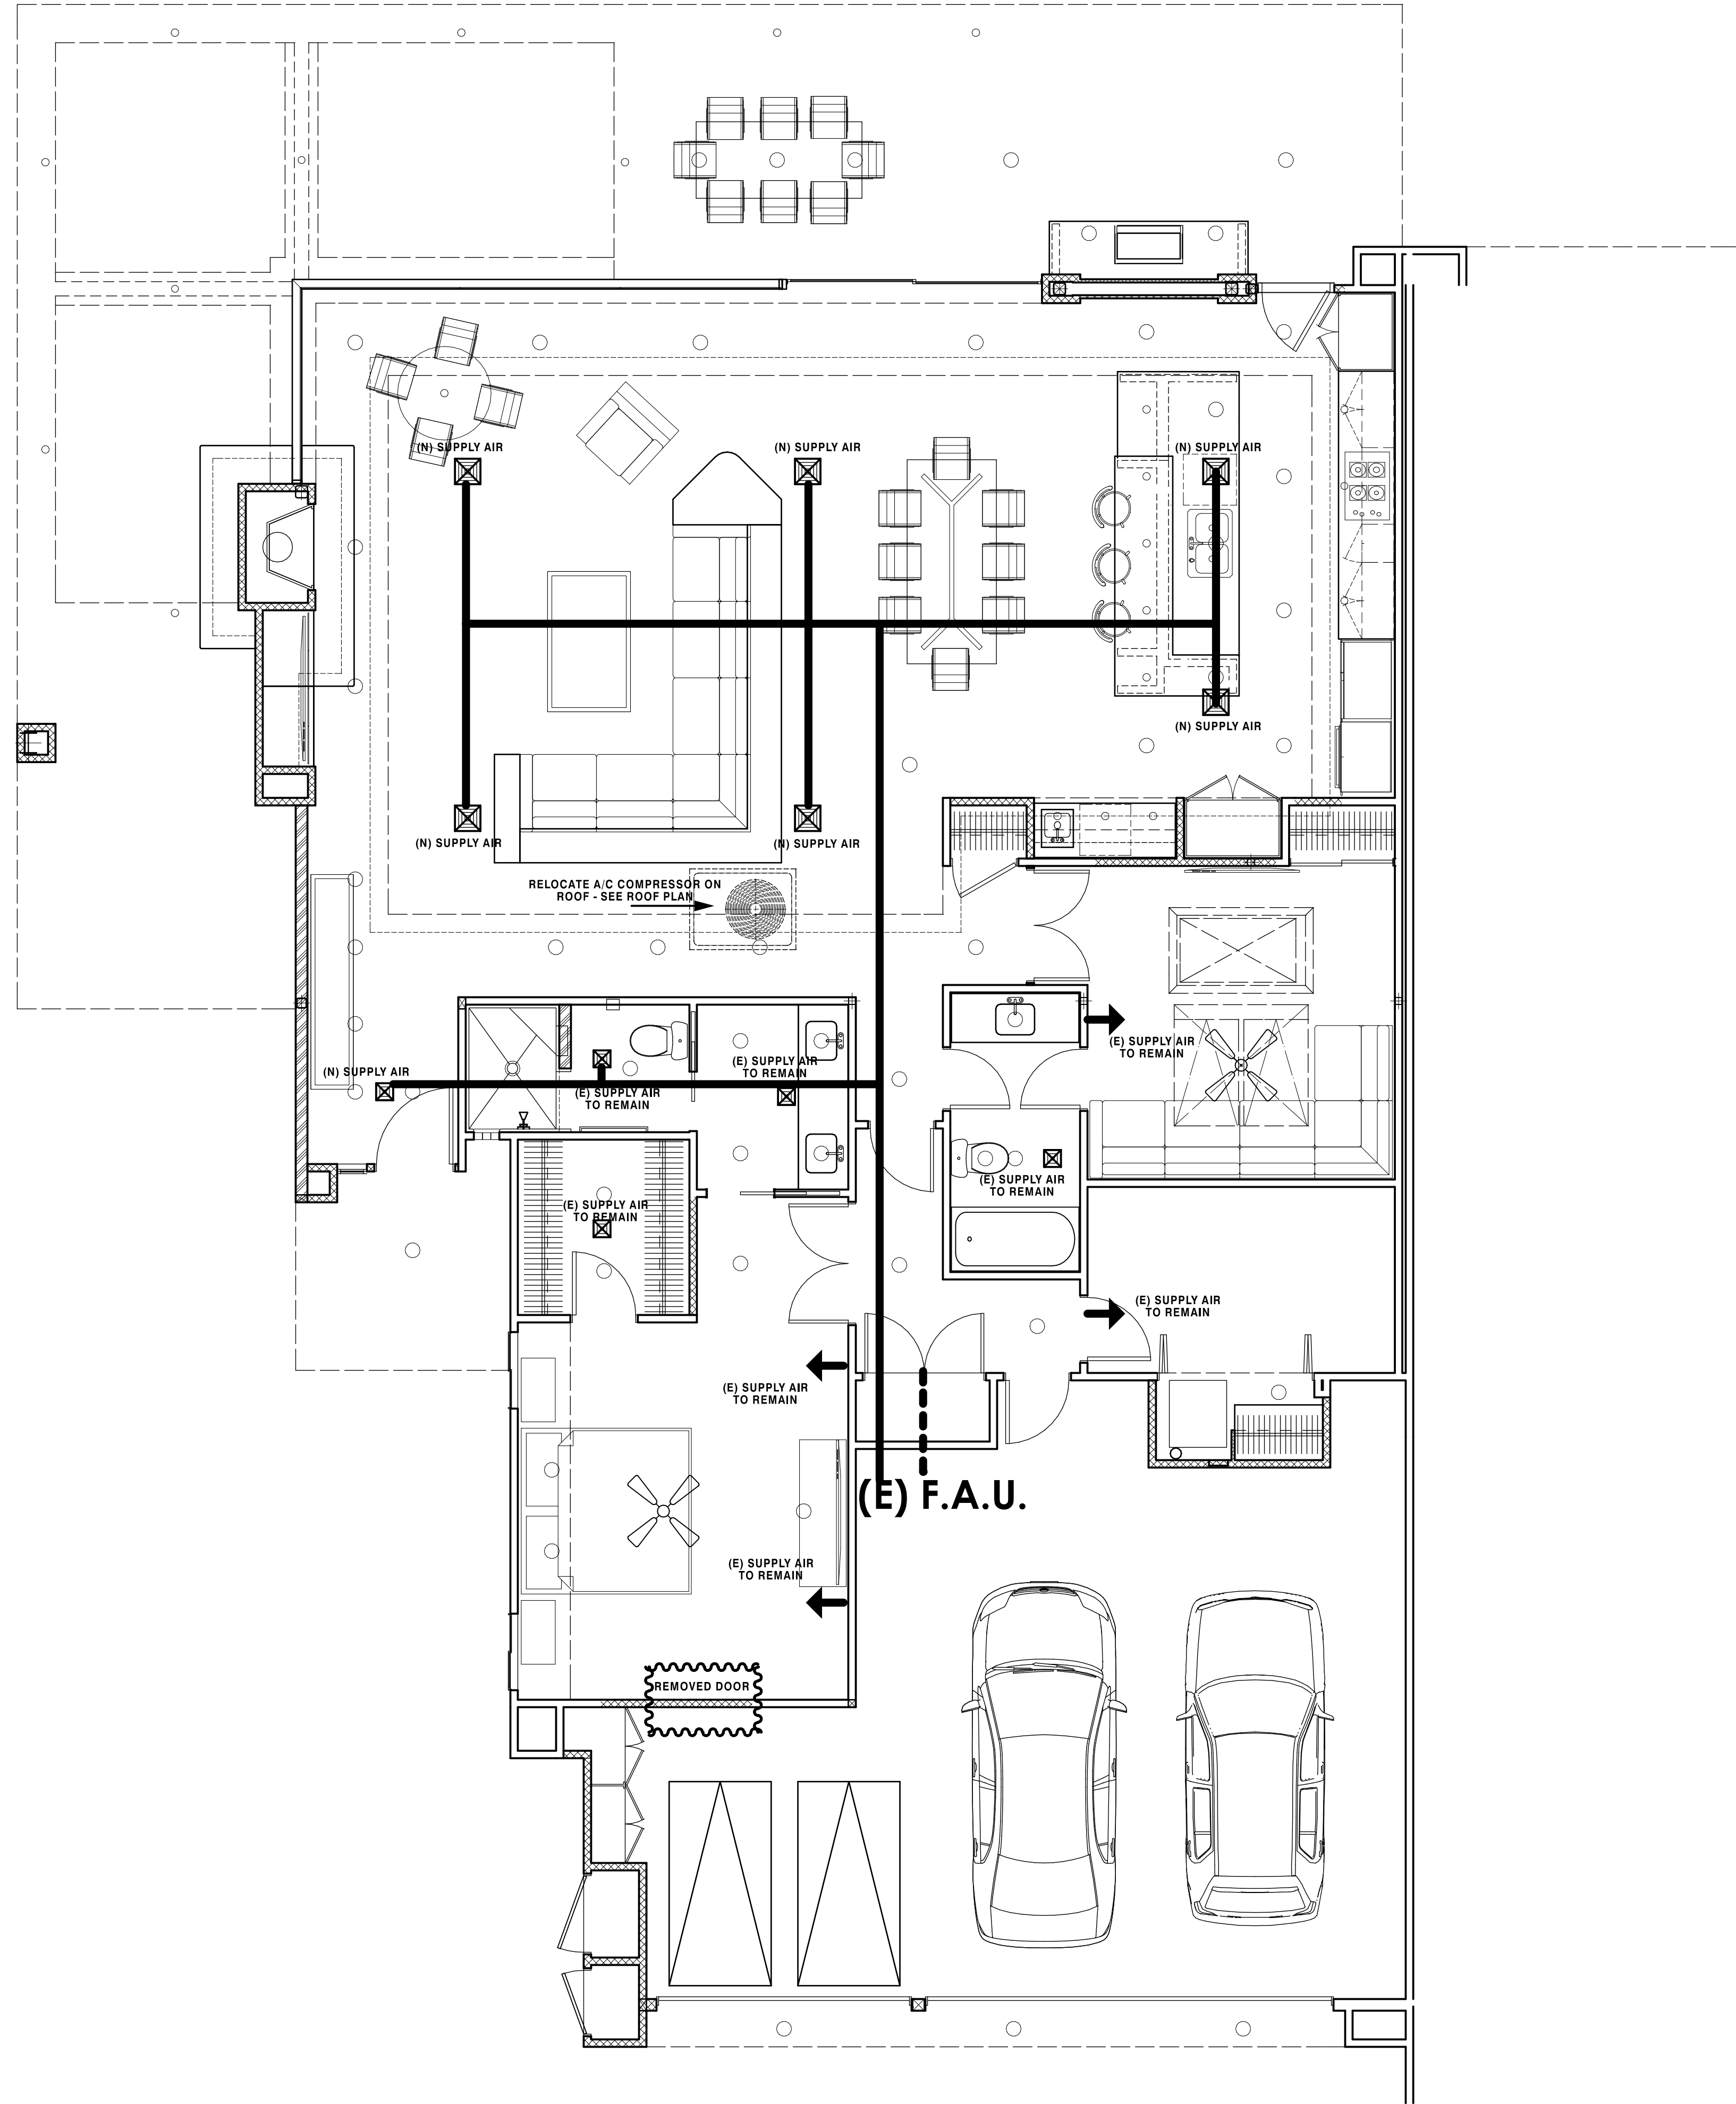 (N) SUPPLY AIR
(N) SUPPLY AIR
(N) SUPPLY AIR
(N) SUPPLY AIR
(N) SUPPLY AIR
(N) SUPPLY AIR
RELOCATE A/C COMPRESSOR ON
ROOF - SEE ROOF PLAN
(E) SUPPLY AIR
TO REMAIN
(E) SUPPLY AIR
TO REMAIN
(N) SUPPLY AIR
(E) SUPPLY AIR
TO REMAIN
(E) SUPPLY AIR
TO REMAIN
(E) SUPPLY AIR
TO REMAIN
(E) SUPPLY AIR
TO REMAIN
(E) SUPPLY AIR
TO REMAIN
(E) F.A.U.
(E) SUPPLY AIR
TO REMAIN
REMOVED DOOR